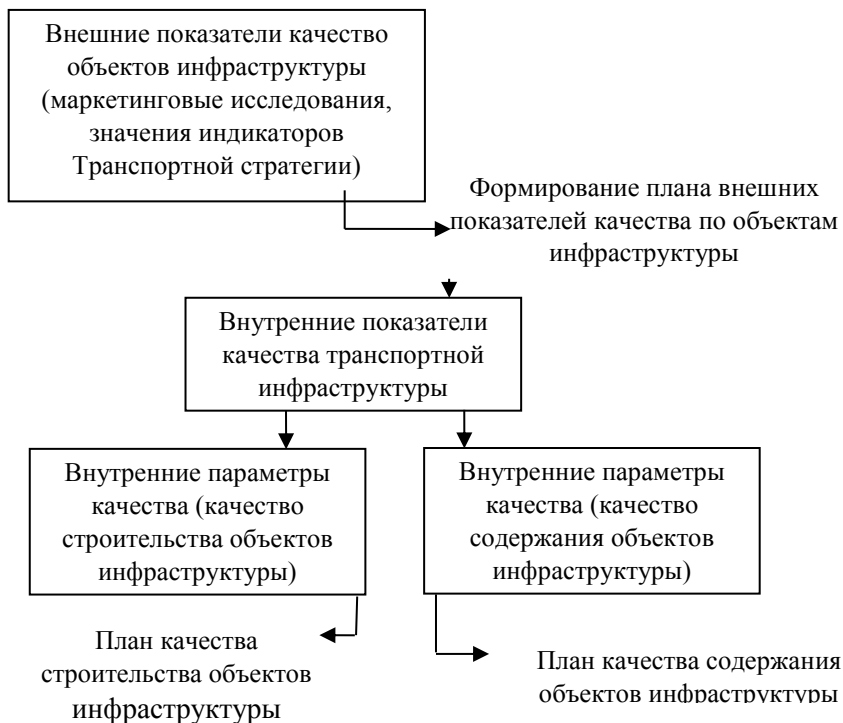 Внешние показатели качество
объектов инфраструктуры
(маркетинговые исследования,
значения индикаторов
Транспортной стратегии)
Формирование плана внешних
показателей качества по объектам
инфраструктуры
Внутренние показатели
качества транспортной
инфраструктуры
Внутренние параметры
качества (качество
строительства объектов
инфраструктуры)
Внутренние параметры
качества (качество
содержания объектов
инфраструктуры)
План качества
строительства объектов
инфраструктуры
План качества содержания
объектов инфраструктуры